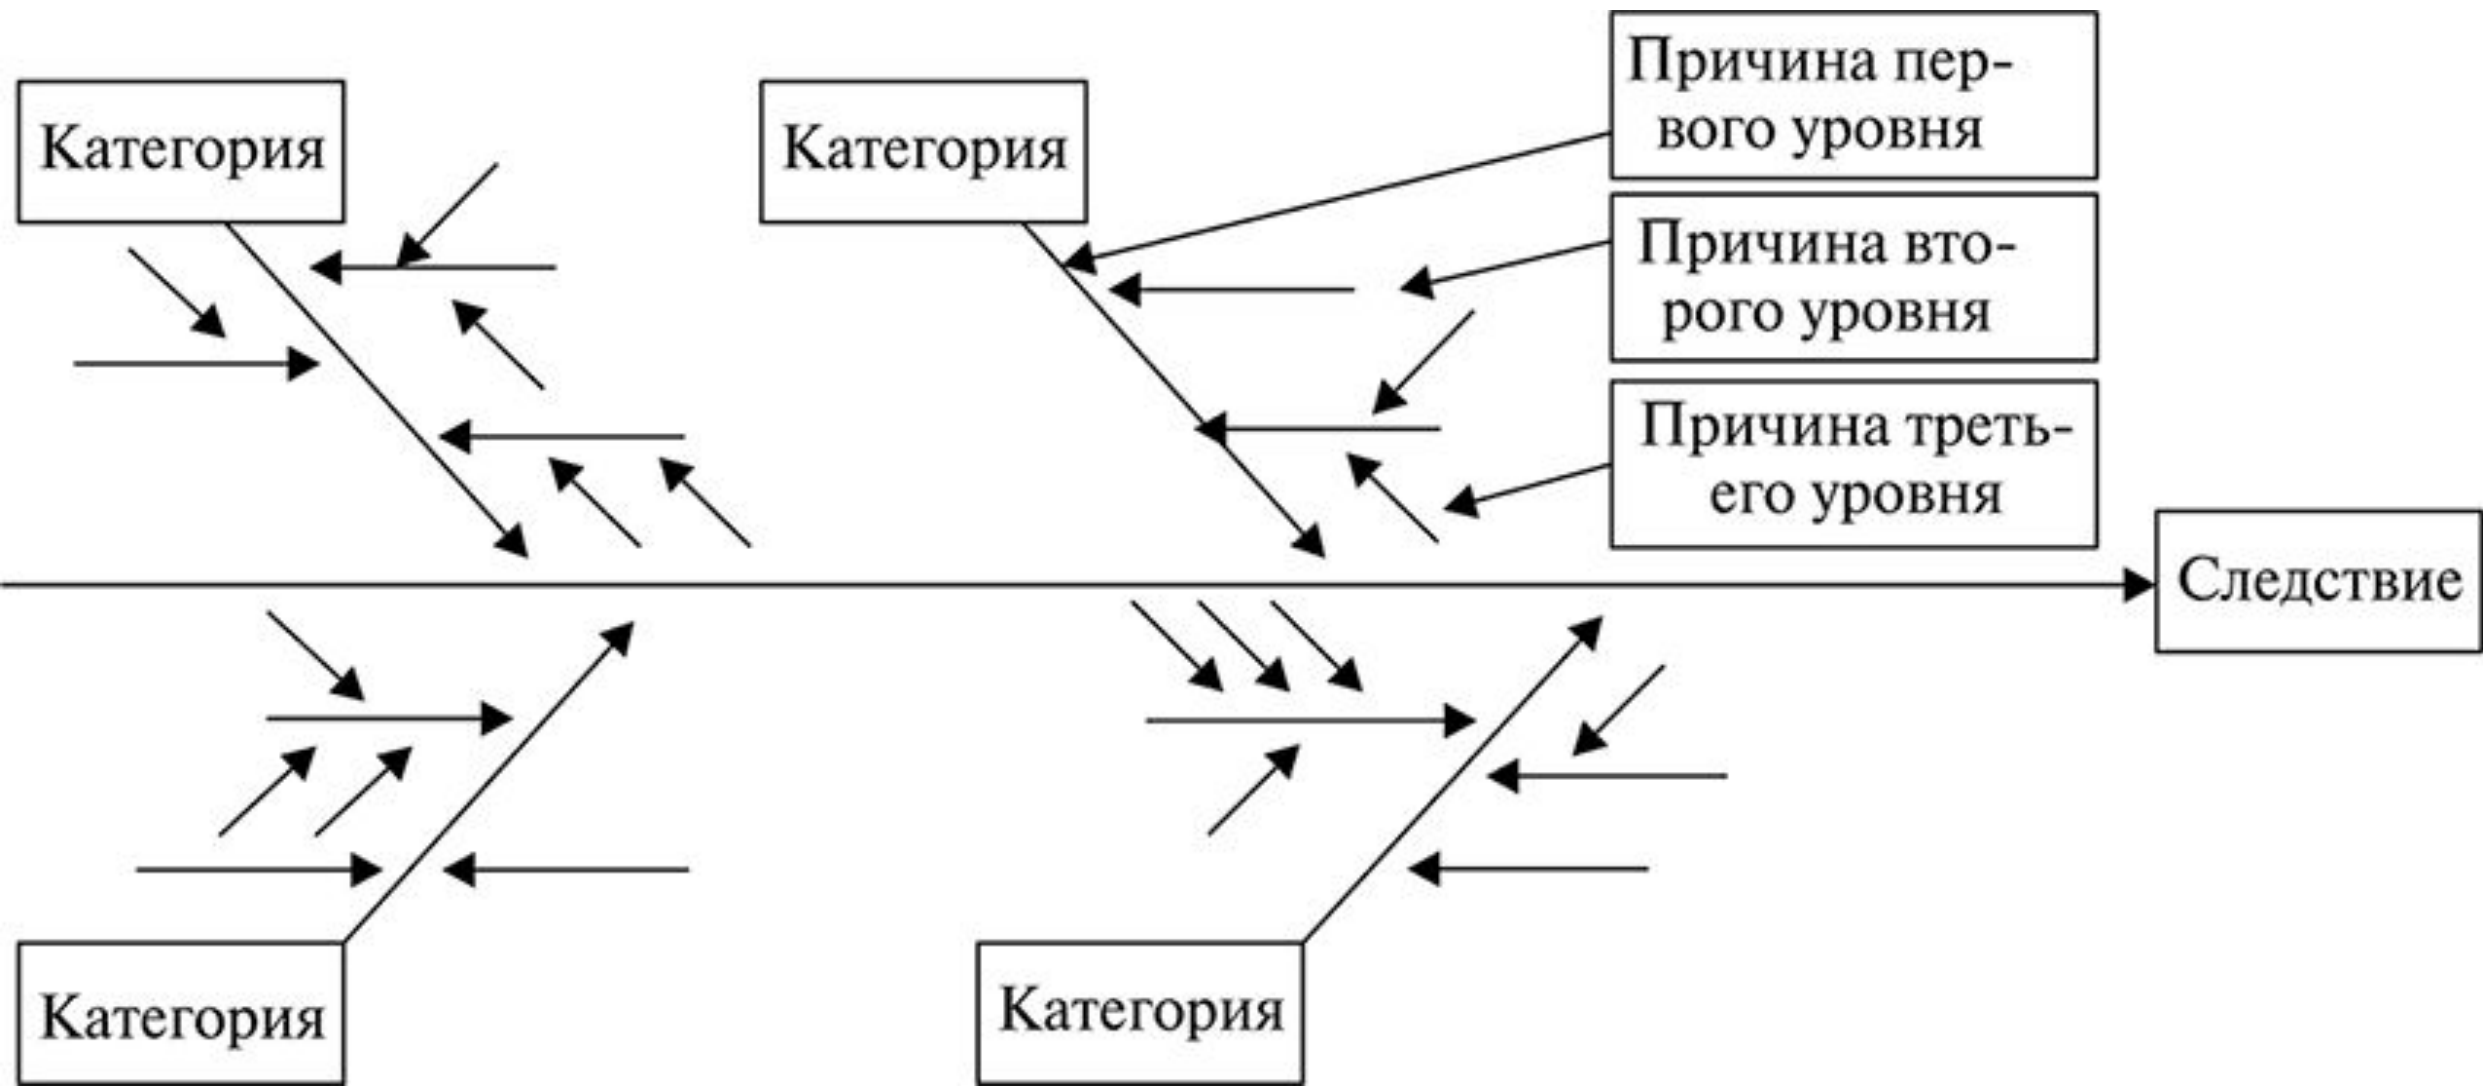 Категория
Категория
Причина пер-
вого уровня
Причина вто-
рого уровня
Причина треть-
его уровня
Следствие
Категория
Категория